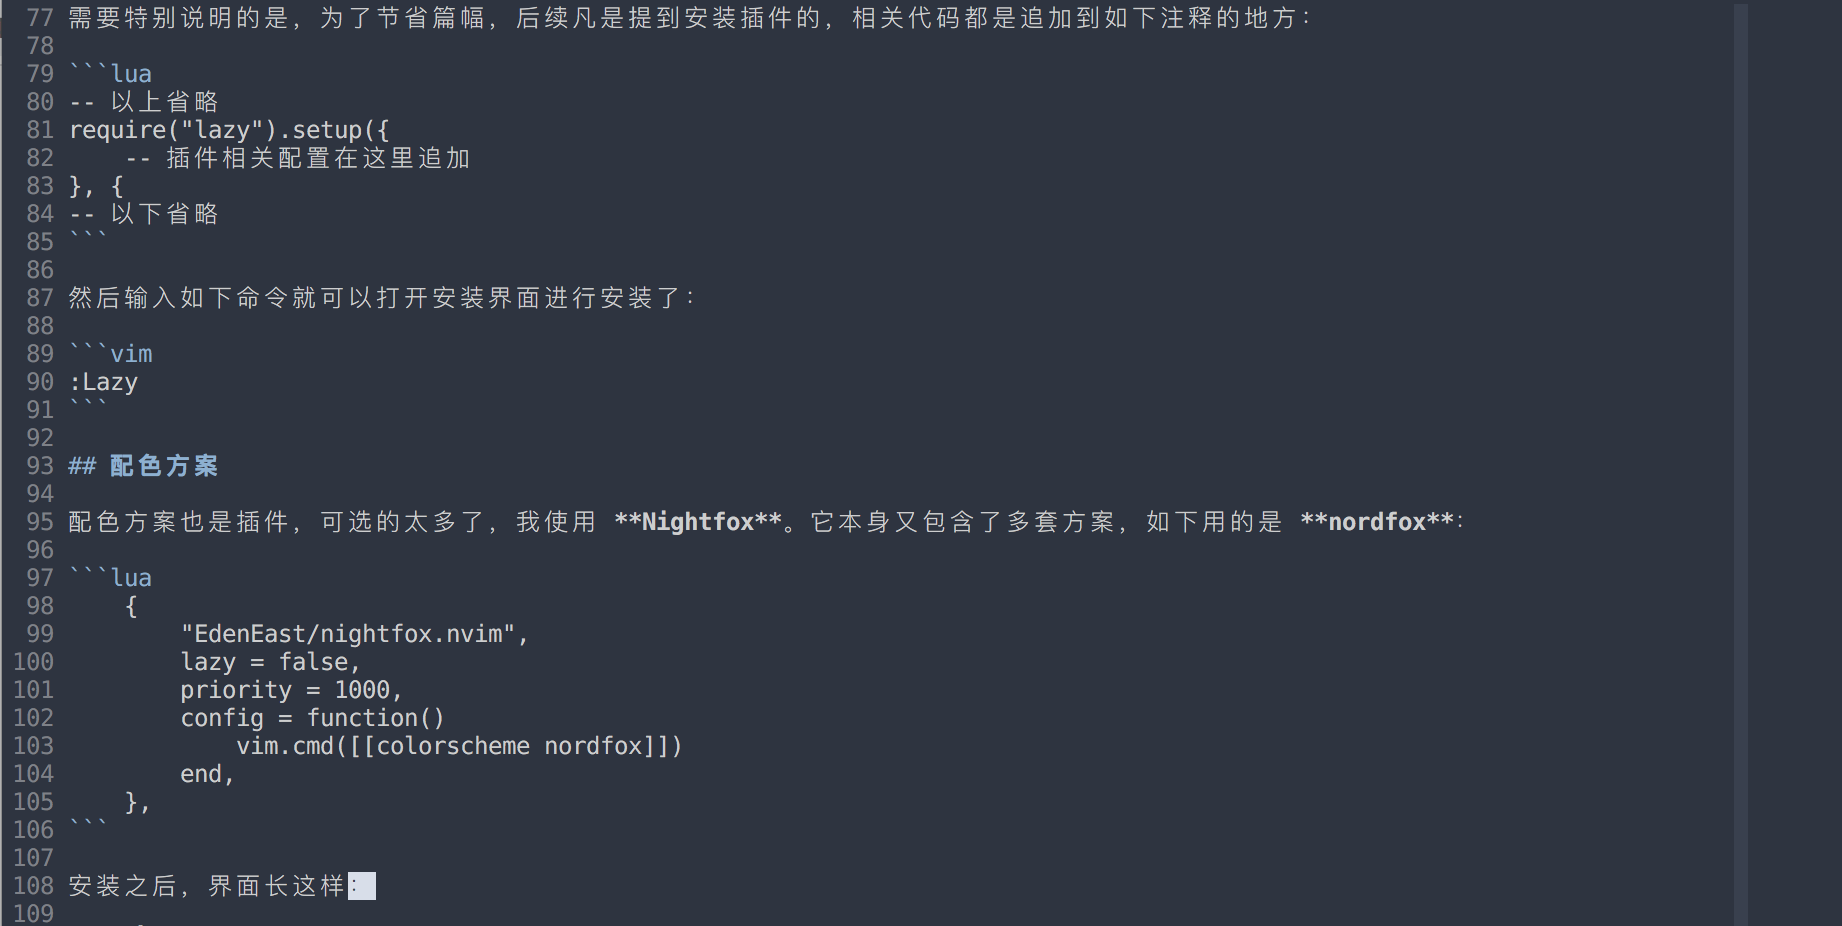 77 需要特别说明的是，为了节省篇幅，后续凡是提到安装插件的，相关代码都是追加到如下注释的地方：
78
79 ```lua
80 -- 以上省略
81 require("lazy").setup({
82     -- 插件相关配置在这里追加
83 }, {
84 -- 以下省略
85 ```
86
87 然后输入如下命令就可以打开安装界面进行安装了：
88
89 ```vim
90 :Lazy
91 ```
92
93 ## 配色方案
94
95 配色方案也是插件，可选的太多了，我使用 **Nightfox**。它本身又包含了多套方案，如下用的是 **nordfox**：
96
97 ```lua
98     {
99         "EdenEast/nightfox.nvim",
100         lazy = false,
101         priority = 1000,
102         config = function()
103             vim.cmd([[colorscheme nordfox]])
104         end,
105     },
106 ```
107
108 安装之后，界面长这样：
109